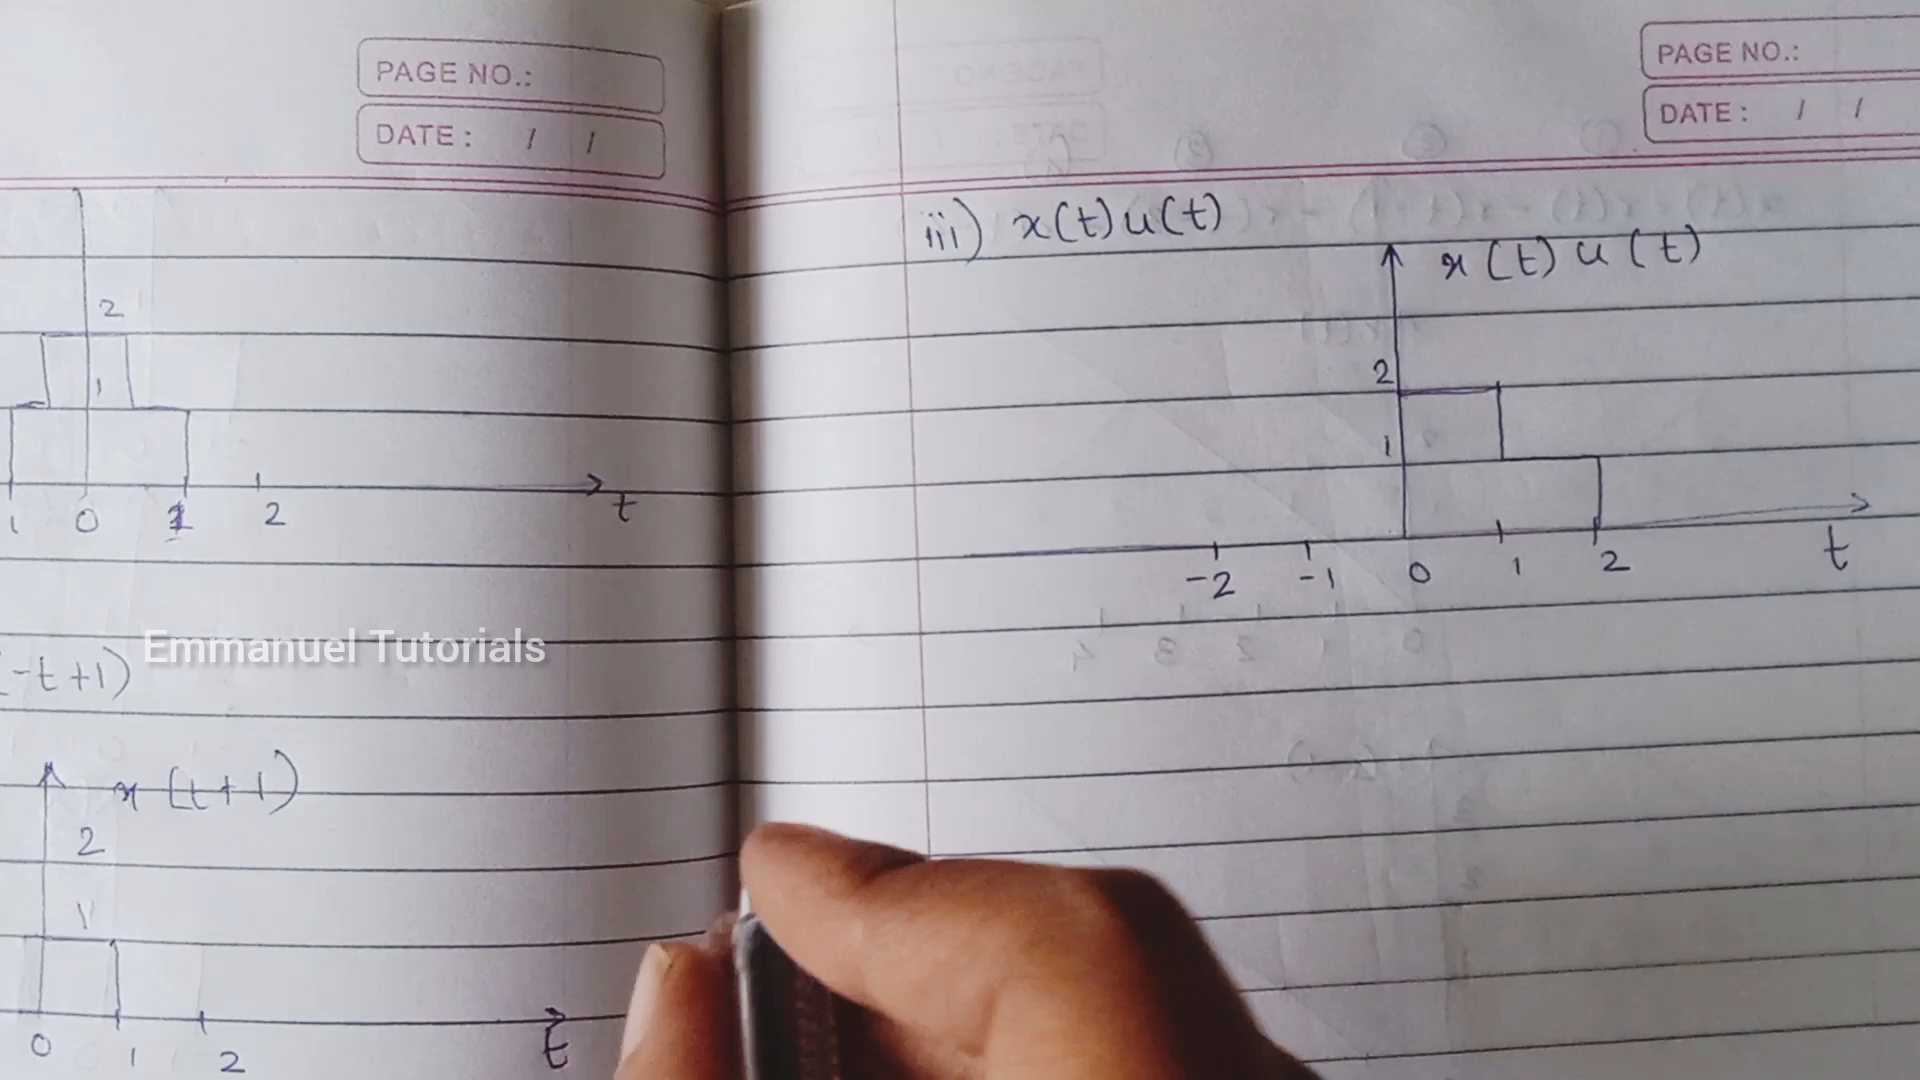 PAGE NO.:
DATE: / /
2
1
1 0 1 2 t
(-t+1)
Emmanuel Tutorials
x(t+1)
2
1
0 1 2 t
PAGE NO.:
DATE: / /
iii) x(t)u(t)
x(t)u(t)
2
1
-2 -1 0 1 2 t